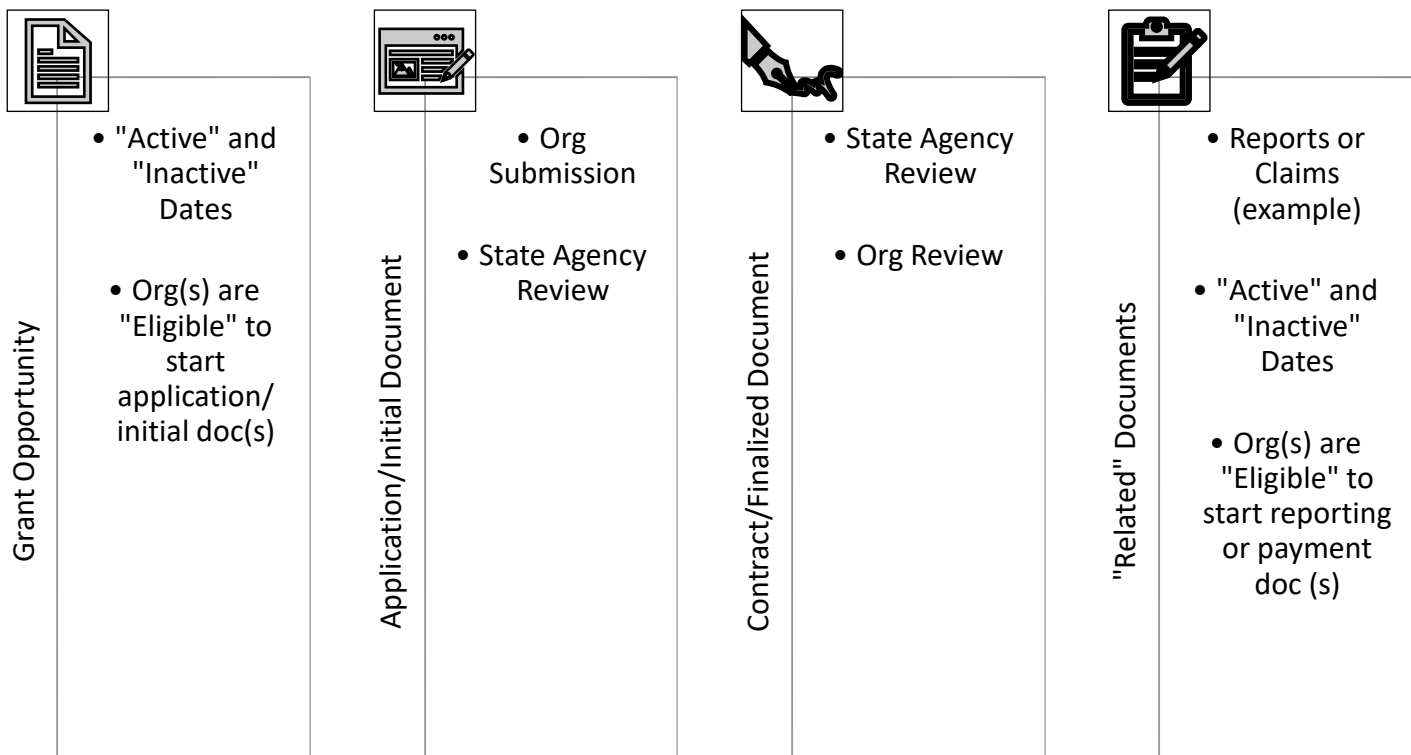 Grant Opportunity
• "Active" and
"Inactive"
Dates
• Org(s) are
"Eligible" to
start
application/
initial doc(s)
Application/Initial Document
• Org
Submission
• State Agency
Review
Contract/Finalized Document
• State Agency
Review
• Org Review
"Related" Documents
• Reports or
Claims
(example)
• "Active" and
"Inactive"
Dates
• Org(s) are
"Eligible" to
start reporting
or payment
doc (s)